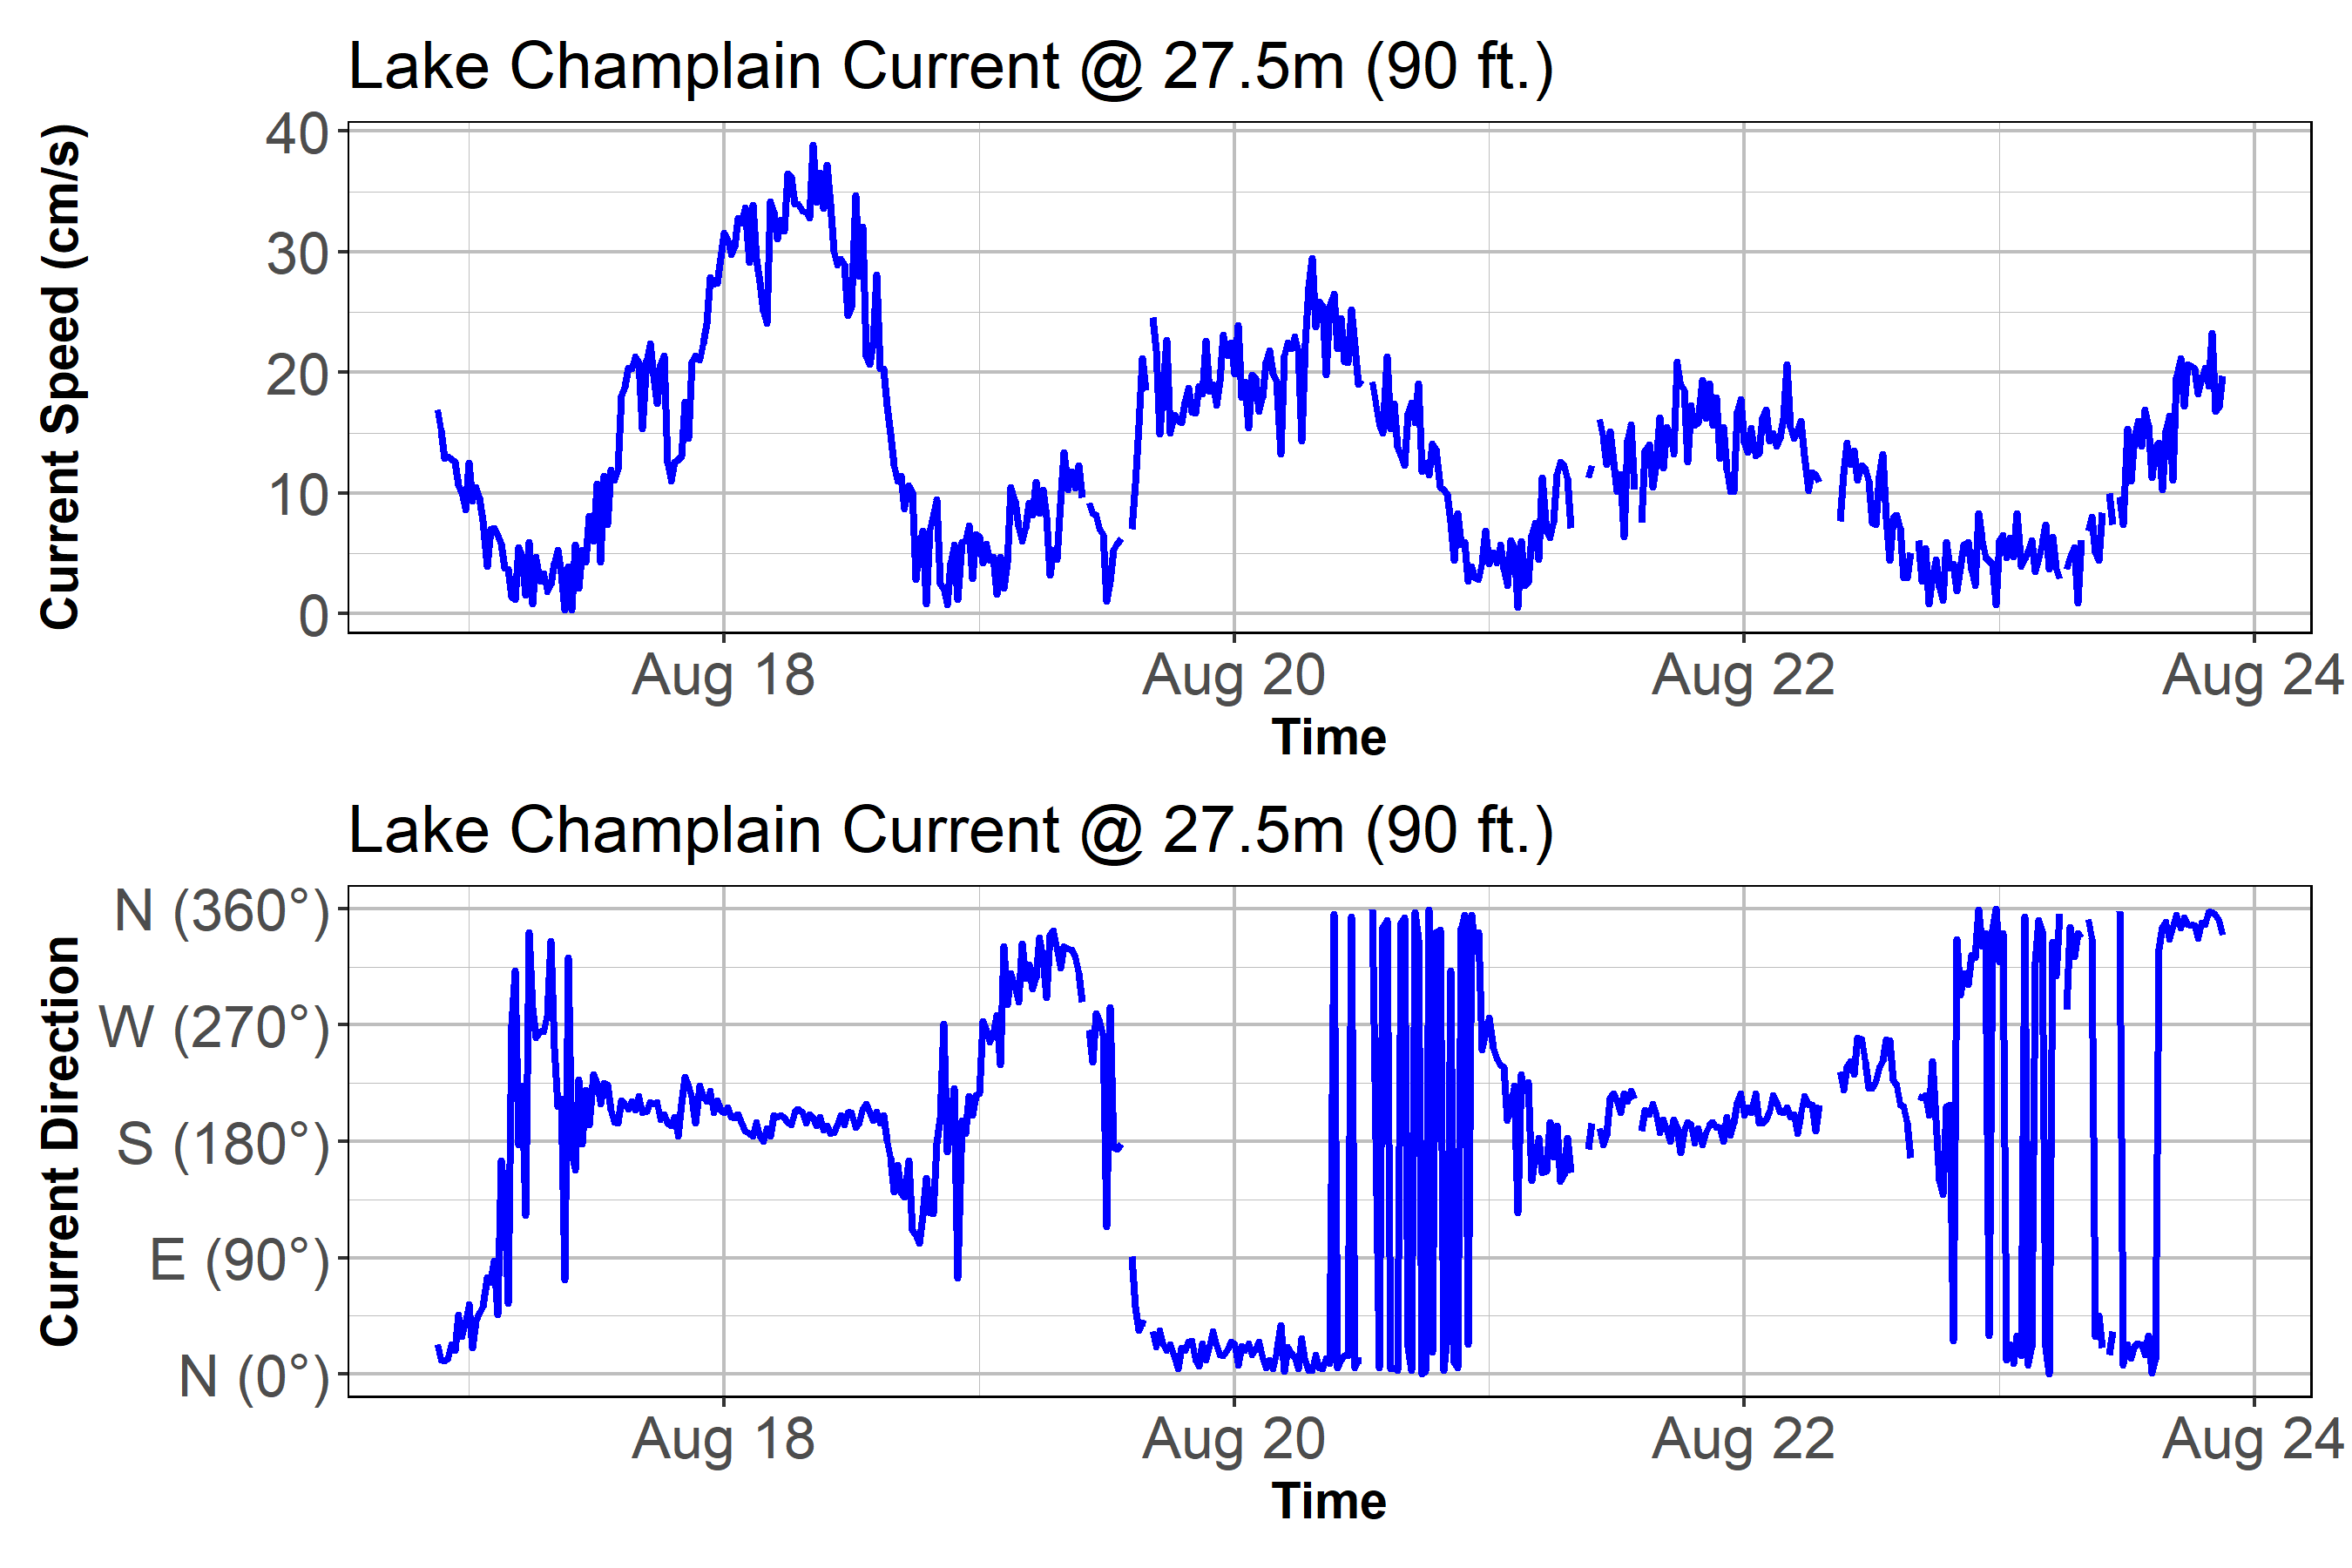 Lake Champlain Current @ 27.5m (90 ft.)
Current Speed (cm/s)
40
30
20
10
0
Aug 18
Aug 20
Aug 22
Aug 24
Time
Lake Champlain Current @ 27.5m (90 ft.)
Current Direction
N (360°)
W (270°)
S (180°)
E (90°)
N (0°)
Aug 18
Aug 20
Aug 22
Aug 24
Time